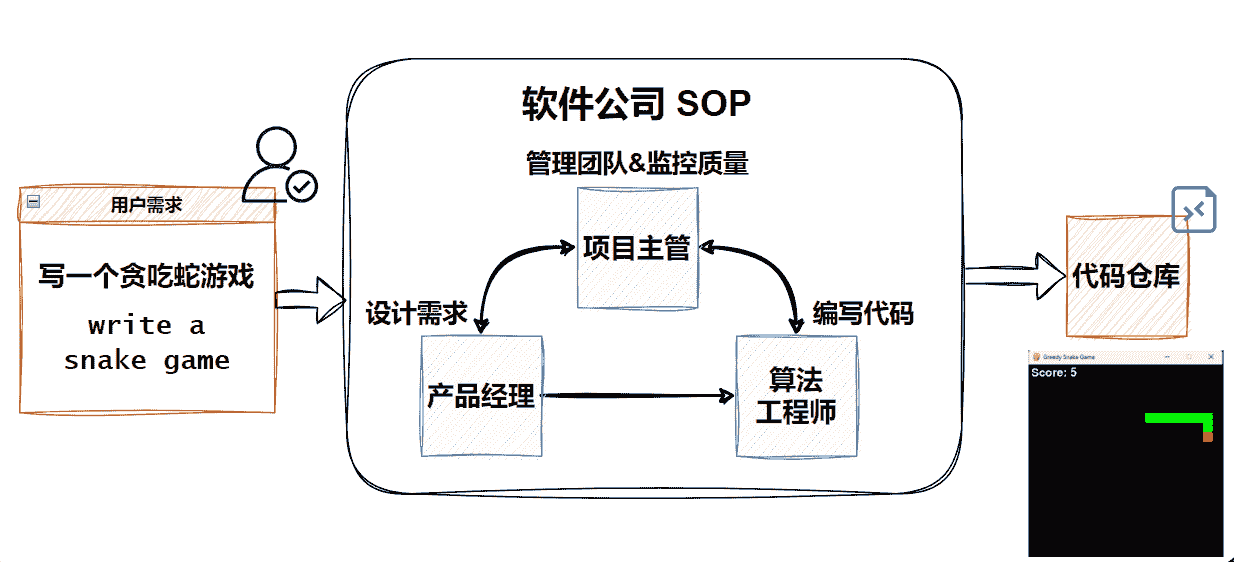 软件公司 SOP
管理团队&监控质量
用户需求
写一个贪吃蛇游戏
write a
snake game
项目主管
设计需求
编写代码
产品经理
算法
工程师
代码仓库
Greedy Snake Game
Score: 5